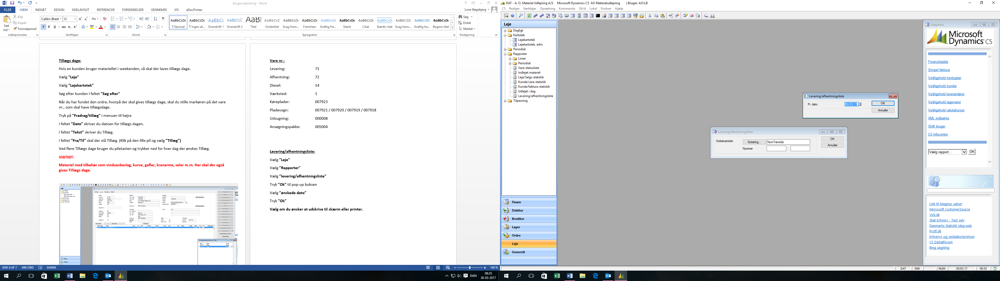 Brugervejledning - Word
FILER HJEM INDSÆT DESIGN SIDELAYOUT REFERENCER FORSENDELSER GENNEMSE VIS eDocPrinter
Lone Bøgebjerg
Sæt ind
Klip
Kopiér
Formatpensel
Udklipsholder
Calibri (Brød 12
Skrifttype
Afsnit
¶ Normal ¶ Ingen af... Overskrift 1 Overskrift 2 Titel Undertitel Svag frem... Fremhæv Kraftig fre... Stærk Citat Stærkt citat Svag henv... Kraftig he... Bogens titel
Typografier
Søg
Erstat
Markér
Redigering
Tillægs dage:
Hvis en kunden bruger materiellet i weekenden, så skal der laves tillægs dage.
Vælg ”Leje”
Vælg ”Lejekartotek”
Søg efter kunden i feltet ”Søg efter”
Når du har fundet den ordre, hvorpå der skal gives tillægs dage, skal du stille markøren på det vare
nr., som skal have tillægsdage.
Tryk på ”Fradrag/tillæg” i menuen til højre
I feltet ”Dato” skriver du datoen for tillægs dagen.
I feltet ”Tekst” skriver du Tillæg.
I feltet ”Fra/Til” skal der stå Tillæg. (Klik på den lille pil og vælg ”Tillæg”)
Ved flere Tillægs dage bruger du piletasten og trykker ned for hver dag der ønskes Tillæg.
VIGTIGT:
Materiel med tilbehør som vinduesbeslag, kurve, gafler, kranarme, seler m.m. Her skal der også
gives Tillægs dage.
Vare nr.:
Levering: 71
Afhentning: 72
Diesel: 14
Værksted: 1
Køreplader: 007923
Pladevogn: 007921 / 007920 / 007919 / 007918
Udsugning: 000008
Ansøgningspakke: 005004
Levering/afhentningsliste:
Vælg ”Leje”
Vælg ”Rapporter”
Vælg ”levering/afhentningsliste”
Tryk ”Ok” til pop-up boksen
Vælg ”ønskede dato”
Tryk ”Ok”
Vælg om du ønsker at udskrive til skærm eller printer.
SIDE 6 AF 7 698 ORD DANSK
100 %
DAN
09:35
30-03-2017
DAT - A. O. Materiel Udlejning A/S Microsoft Dynamics C5 AO Materieludlejning | Bruger: AO\LB
C5 Rediger Værktøjer Opsætning Kommando Gå til Lokal Vinduer Hjælp
Leje
Dagligt
Kartotek
Lejekartotek
Lejekartotek, arkiv
Periodisk
Rapporter
Linier
Periodisk
Vare-statusliste
Indlejet materiel
Leje/Salgs-statistik
Kunde/vare-statistik
Kunde/faktura-statistik
Udlejet i dag
Levering/afhentningsliste
Tilpasning
Finans
Debitor
Kreditor
Lager
Ordre
Leje
Generelt
Levering/afhentningsliste
Pr. dato: 30/03-17
OK
Annuller
Levering/afhentningsliste
Ordrekartotek: Sortering... NumTransIdx
Nummer
OK
Annuller
Sidepanel
Microsoft
Dynamics C5
Finanskladde
Simpel faktura
Vedligehold kontoplan
Vedligehold kunder
Vedligehold leverandører
Vedligehold lagervarer
Vedligehold valutakurser
XML indbakke
Skift bruger
C5 Infocenter
Vælg rapport... OK
Link til Magnus satser
Microsoft CustomerSource
Virk.dk
Skat Erhverv - Tast selv
Danmarks Statistik Idep.web
Proff.dk
Erhvervs og selskabsstyrelsen
C5 Debatforum
Bing søgning
DAT DKK NUM 30/03-17 09:35